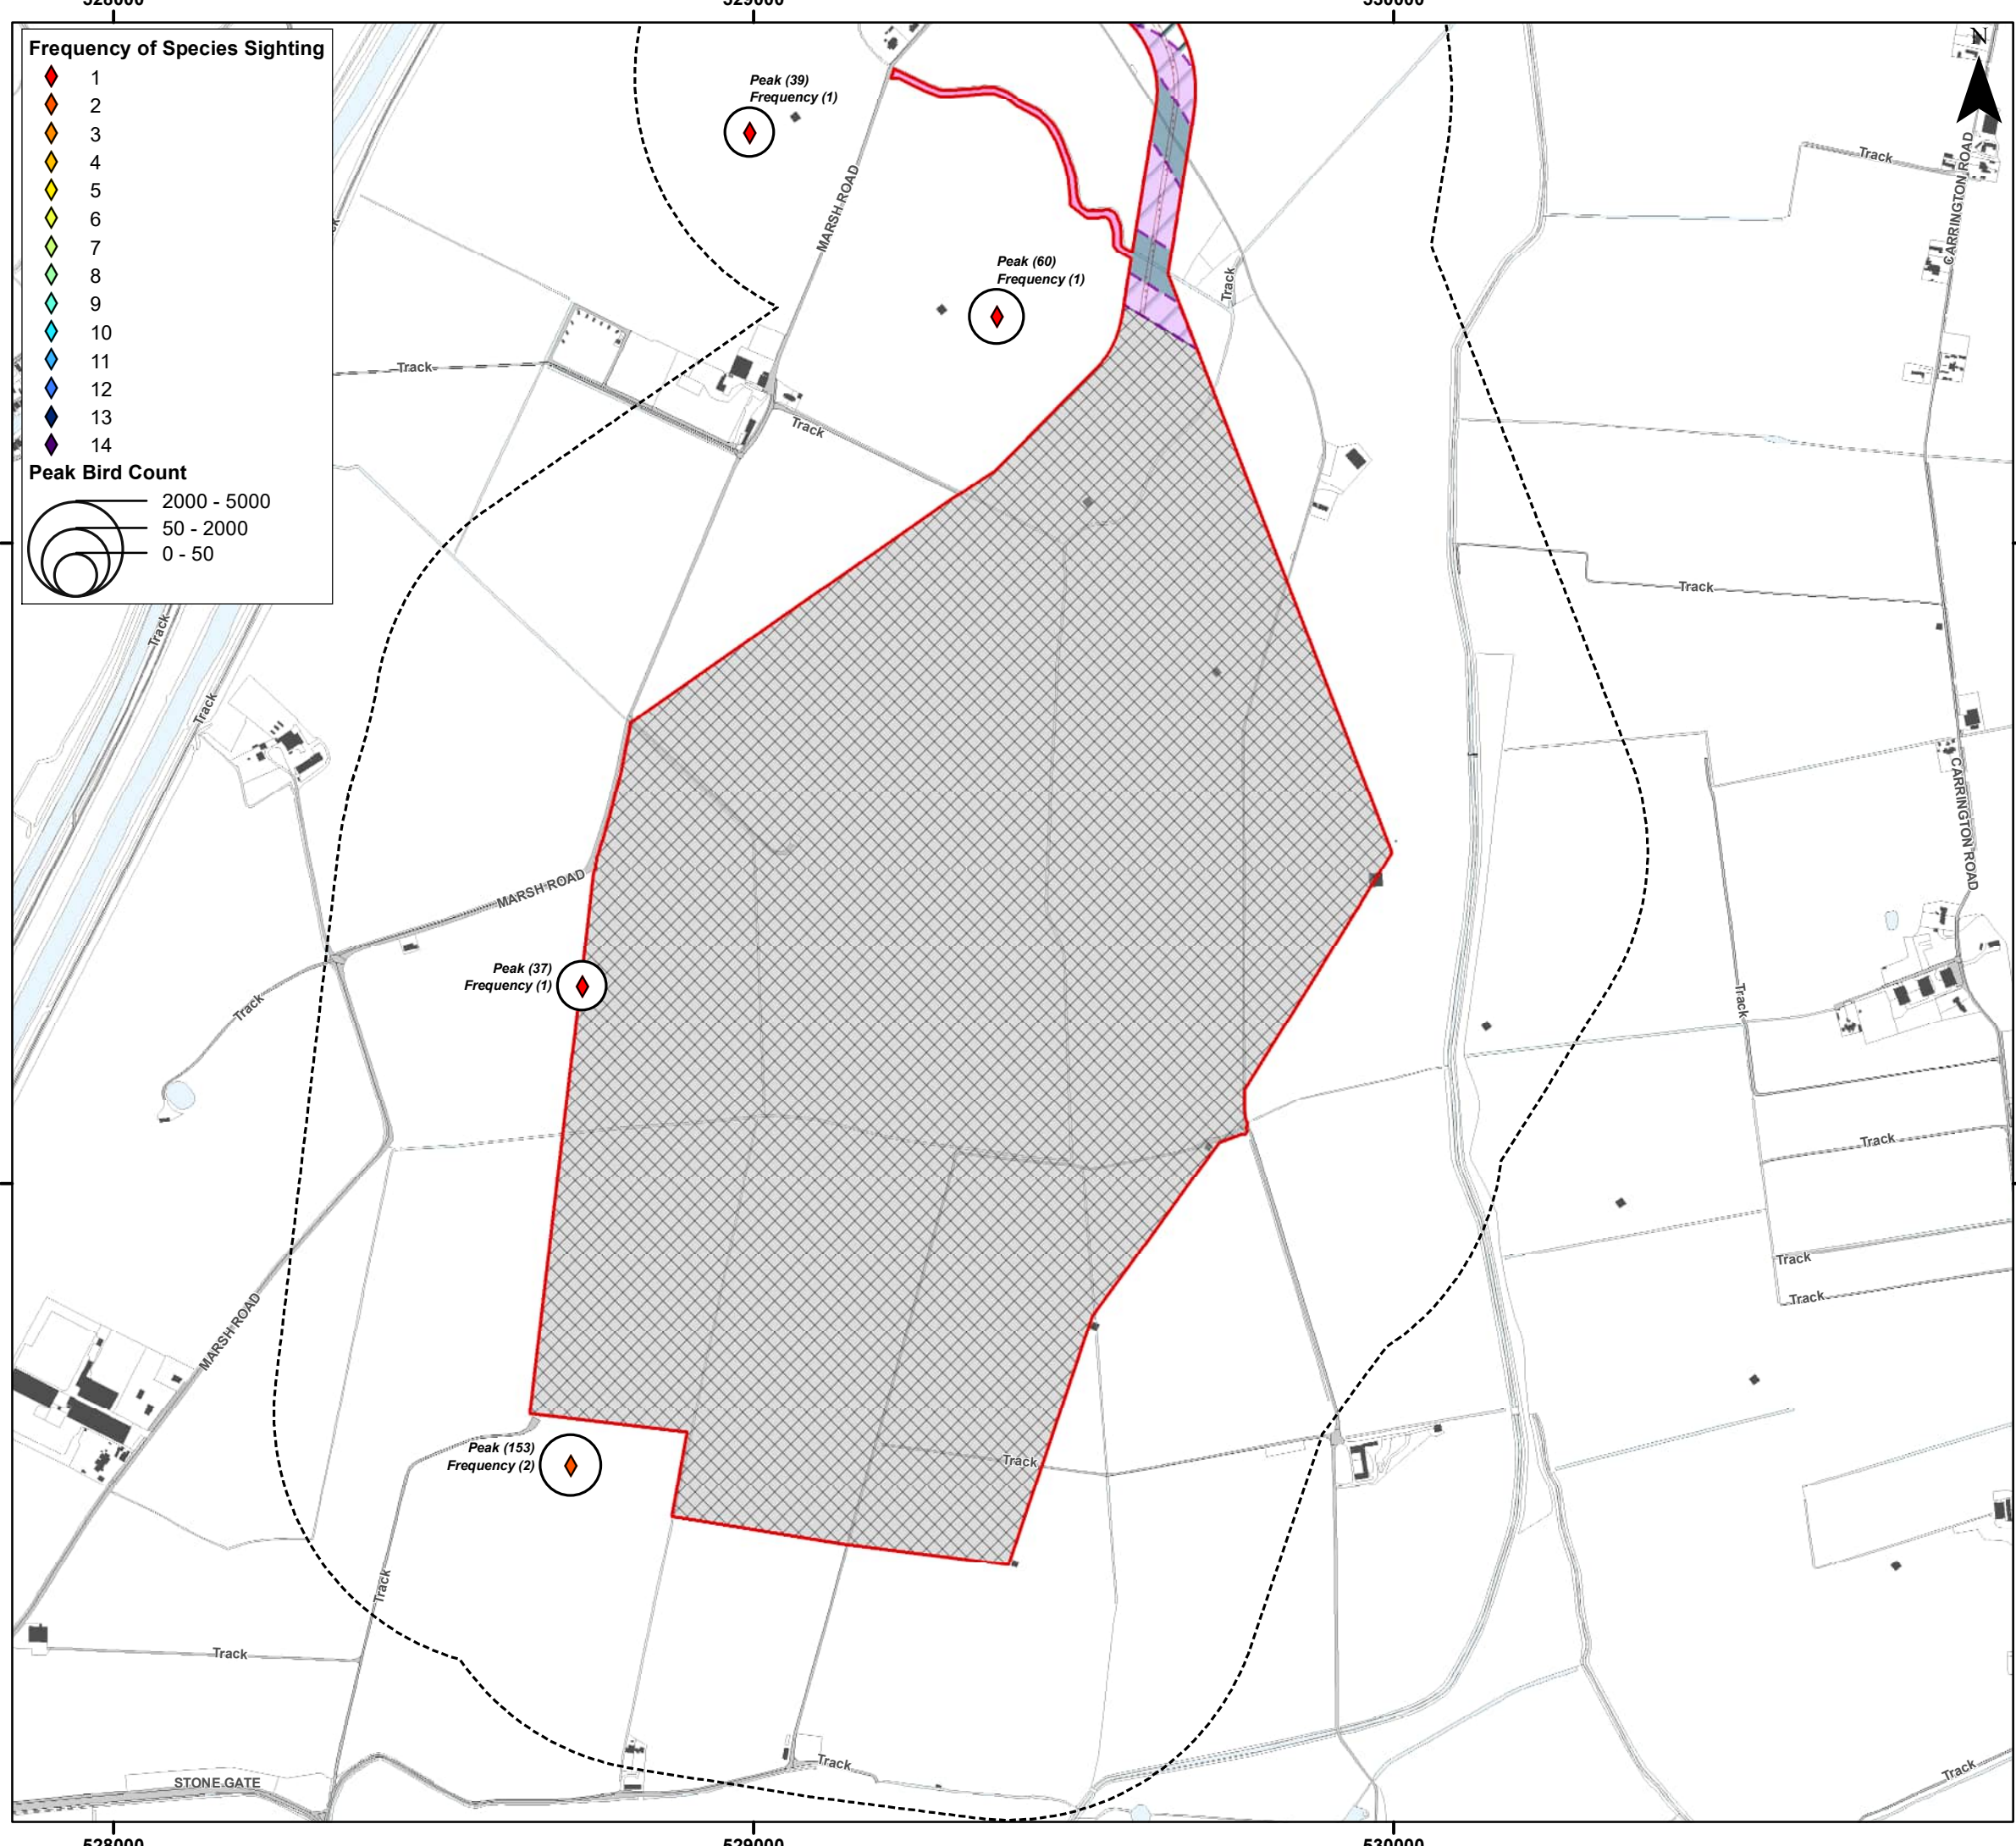 528000
529000
530000
Frequency of Species Sighting
1
2
3
4
5
6
7
8
9
10
11
12
13
14
Peak Bird Count
2000 - 5000
50 - 2000
0 - 50
N
Peak (39)
Frequency (1)
MARSH ROAD
Track
CARRINGTON ROAD
Peak (60)
Frequency (1)
Track
Track
Track
Track
Track
Track
CARRINGTON ROAD
MARSH ROAD
Peak (37)
Frequency (1)
Track
Track
Track
Track
Track
MARSH ROAD
Peak (153)
Frequency (2)
Track
Track
Track
Track
Track
STONE GATE
528000
529000
530000